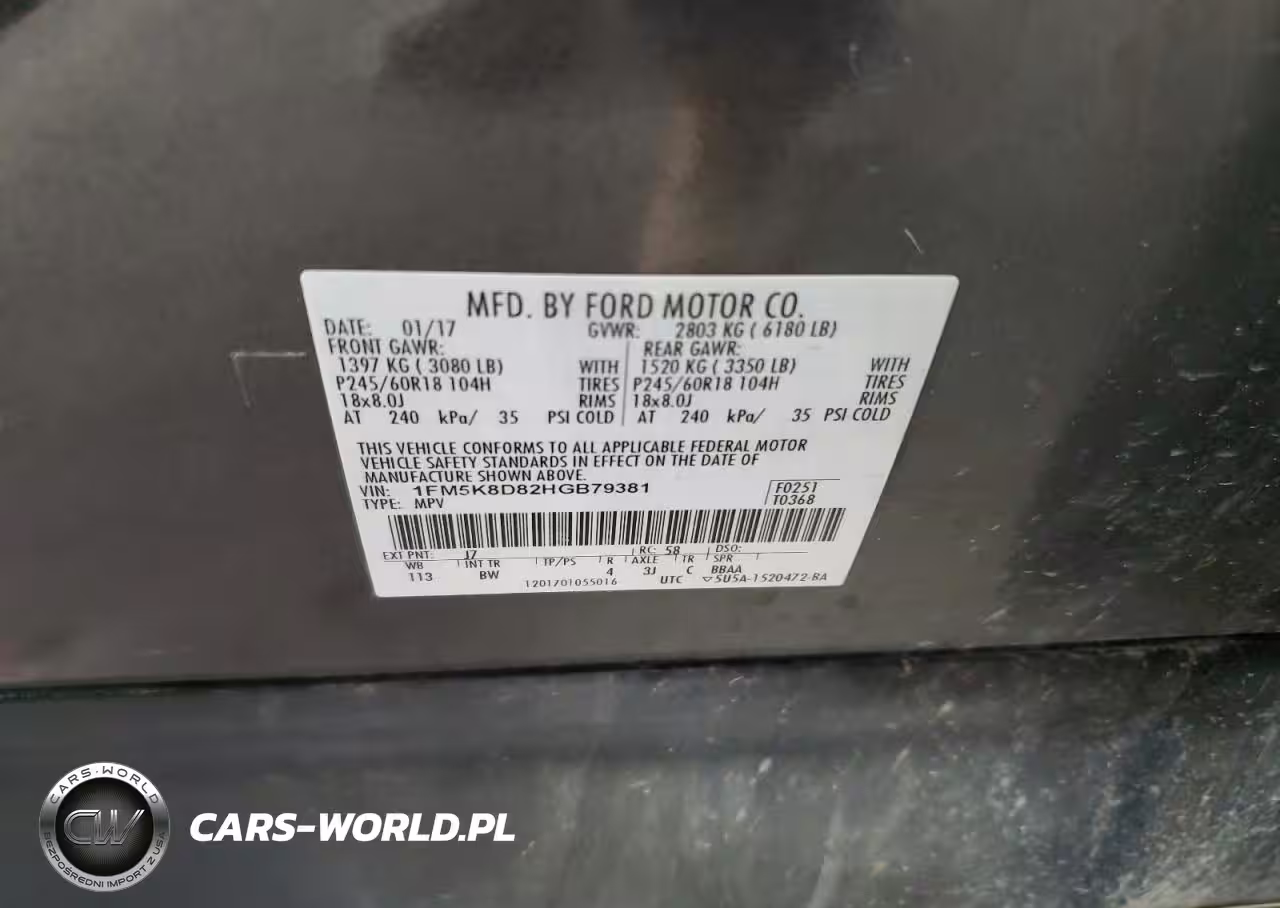 MFD. BY FORD MOTOR CO.
DATE: 01/17 GVWR: 2803 KG ( 6180 LB)
FRONT GAWR: REAR GAWR:
1397 KG ( 3080 LB) WITH 1520 KG ( 3350 LB) WITH
P245/60R18 104H TIRES P245/60R18 104H TIRES
18x8.0J RIMS 18x8.0J RIMS
AT 240 kPa/ 35 PSI COLD AT 240 kPa/ 35 PSI COLD
THIS VEHICLE CONFORMS TO ALL APPLICABLE FEDERAL MOTOR
VEHICLE SAFETY STANDARDS IN EFFECT ON THE DATE OF
MANUFACTURE SHOWN ABOVE.
VIN: 1FM5K8D82HGB79381 F0251
TYPE: MPV T0368
EXT PNT: J7 RC: 58 DSO:
WB INT TR TP/PS R AXLE TR SPR
113 BW 4 3J C BBAA
1201701055016 UTC ▽5U5A-1520472-BA
CARS-WORLD
CW
BEZPOŚREDNI IMPORT Z USA
CARS-WORLD.PL